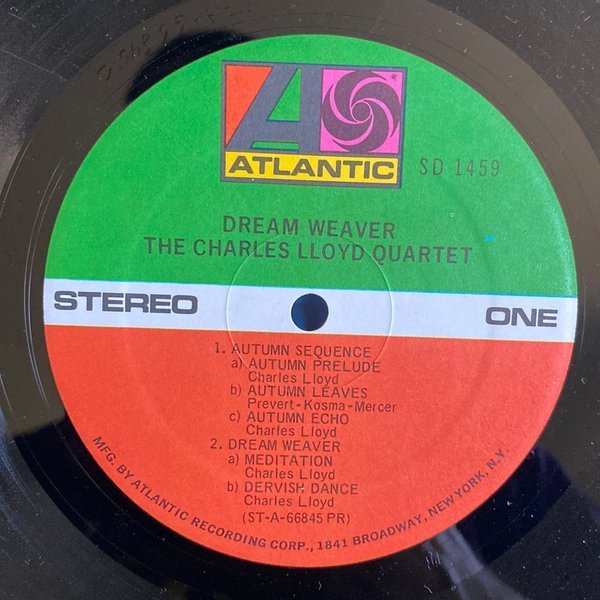 ATLANTIC
SD 1459
DREAM WEAVER
THE CHARLES LLOYD QUARTET
STEREO
ONE
1. AUTUMN SEQUENCE
a) AUTUMN PRELUDE
Charles Lloyd
b) AUTUMN LEAVES
Prevert-Kosma-Mercer
c) AUTUMN ECHO
Charles Lloyd
2. DREAM WEAVER
a) MEDITATION
Charles Lloyd
b) DERVISH DANCE
Charles Lloyd
(ST-A-66845 PR)
MFG. BY ATLANTIC RECORDING CORP., 1841 BROADWAY, NEW YORK, N.Y.